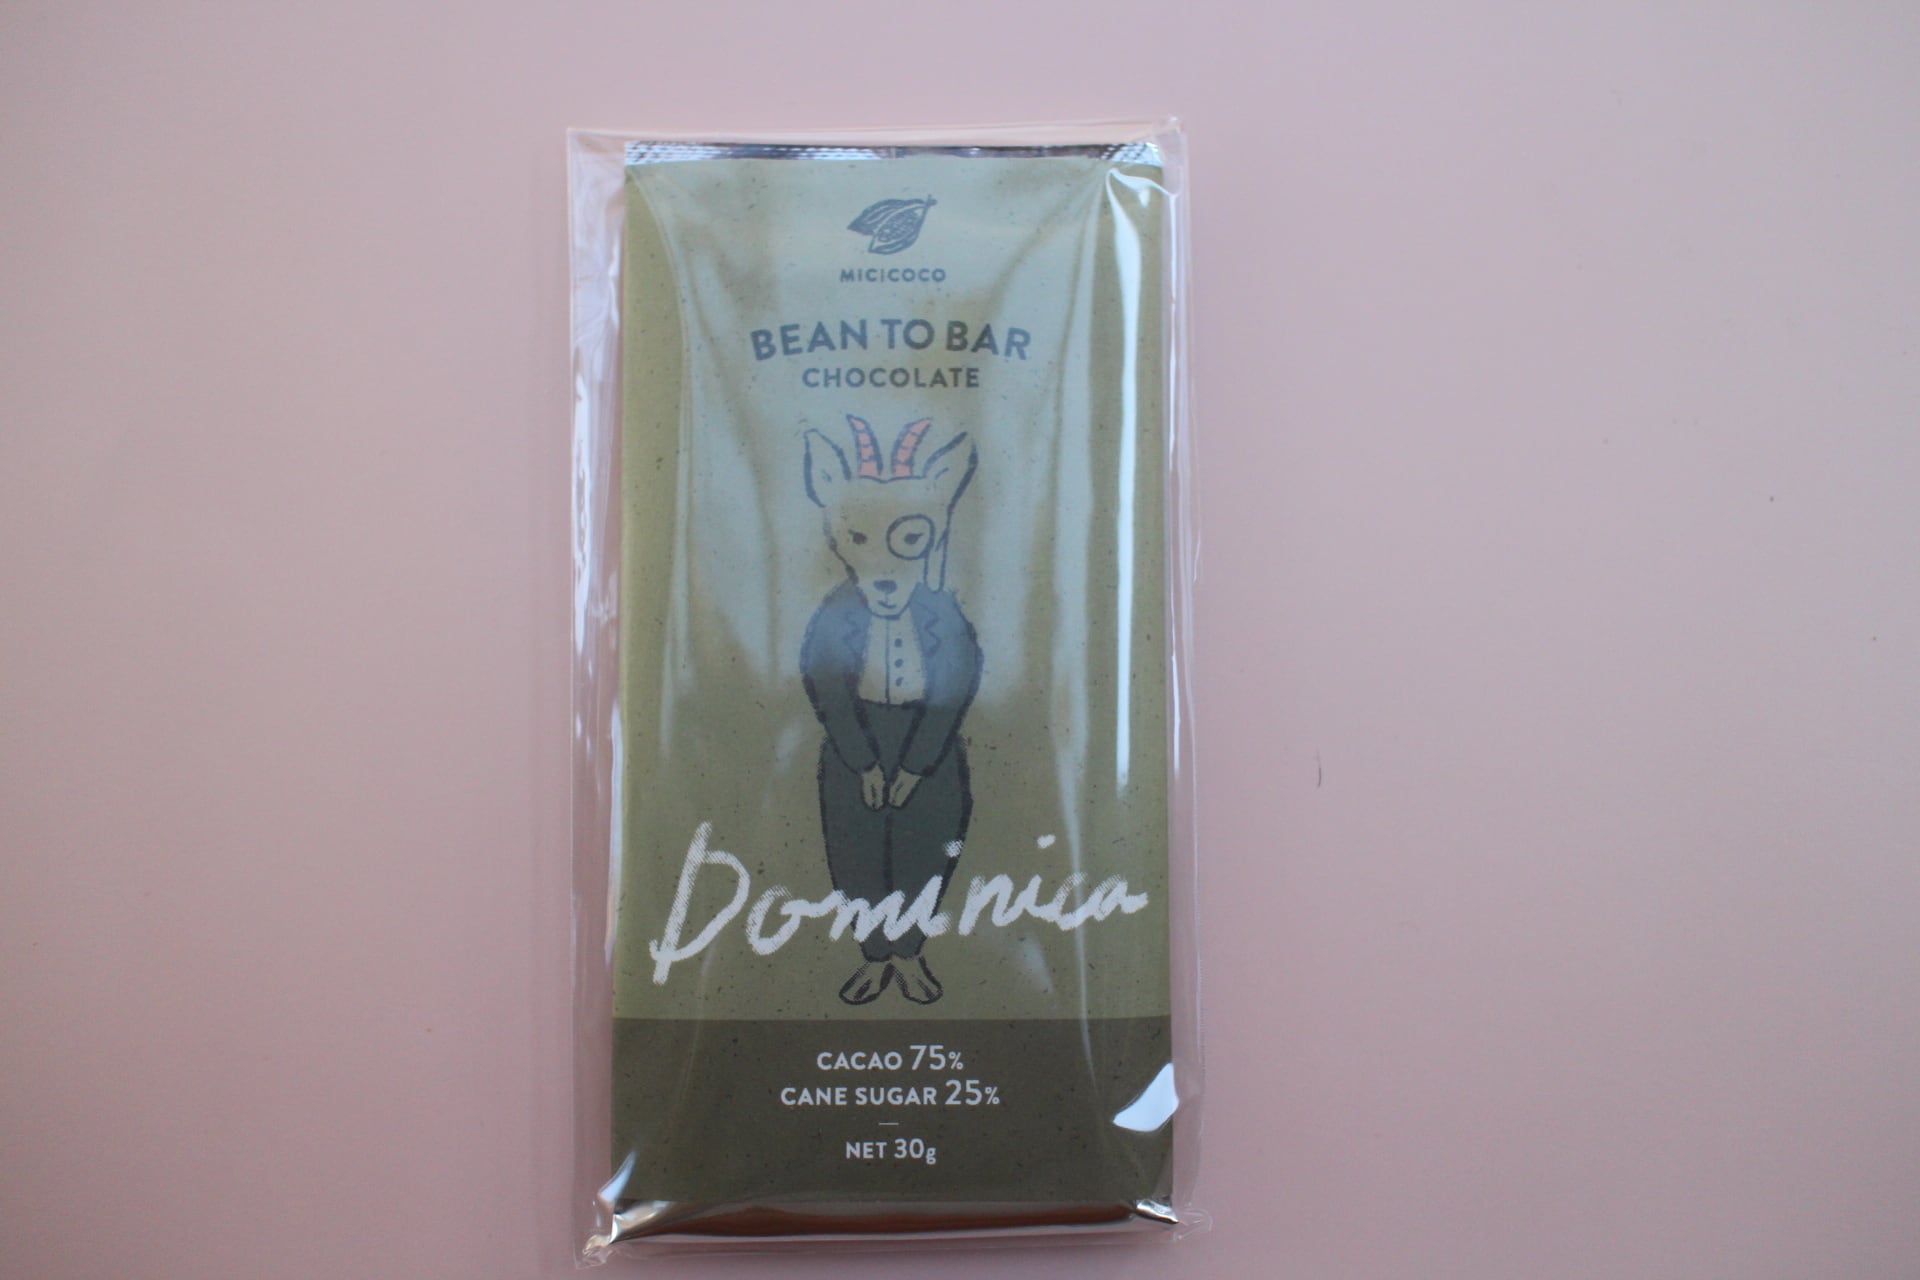 MICICOCO
BEAN TO BAR
CHOCOLATE
Dominica
CACAO 75%
CANE SUGAR 25%
NET 30g